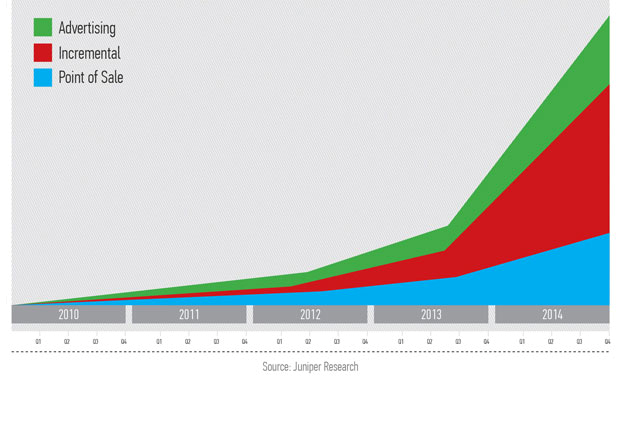 Advertising
Incremental
Point of Sale
2010 2011 2012 2013 2014
Q1 Q2 Q3 Q4 Q1 Q2 Q3 Q4 Q1 Q2 Q3 Q4 Q1 Q2 Q3 Q4 Q1 Q2 Q3 Q4
Source: Juniper Research